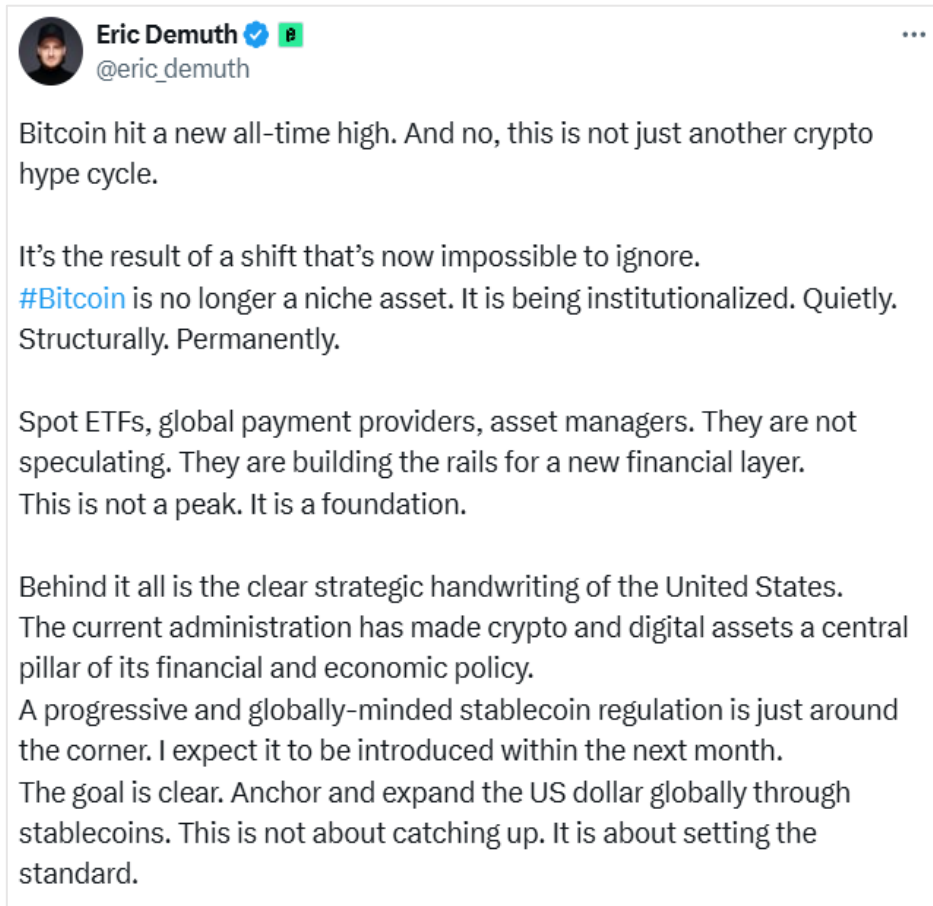 Eric Demuth
@eric_demuth
Bitcoin hit a new all-time high. And no, this is not just another crypto
hype cycle.
It’s the result of a shift that’s now impossible to ignore.
#Bitcoin is no longer a niche asset. It is being institutionalized. Quietly.
Structurally. Permanently.
Spot ETFs, global payment providers, asset managers. They are not
speculating. They are building the rails for a new financial layer.
This is not a peak. It is a foundation.
Behind it all is the clear strategic handwriting of the United States.
The current administration has made crypto and digital assets a central
pillar of its financial and economic policy.
A progressive and globally-minded stablecoin regulation is just around
the corner. I expect it to be introduced within the next month.
The goal is clear. Anchor and expand the US dollar globally through
stablecoins. This is not about catching up. It is about setting the
standard.